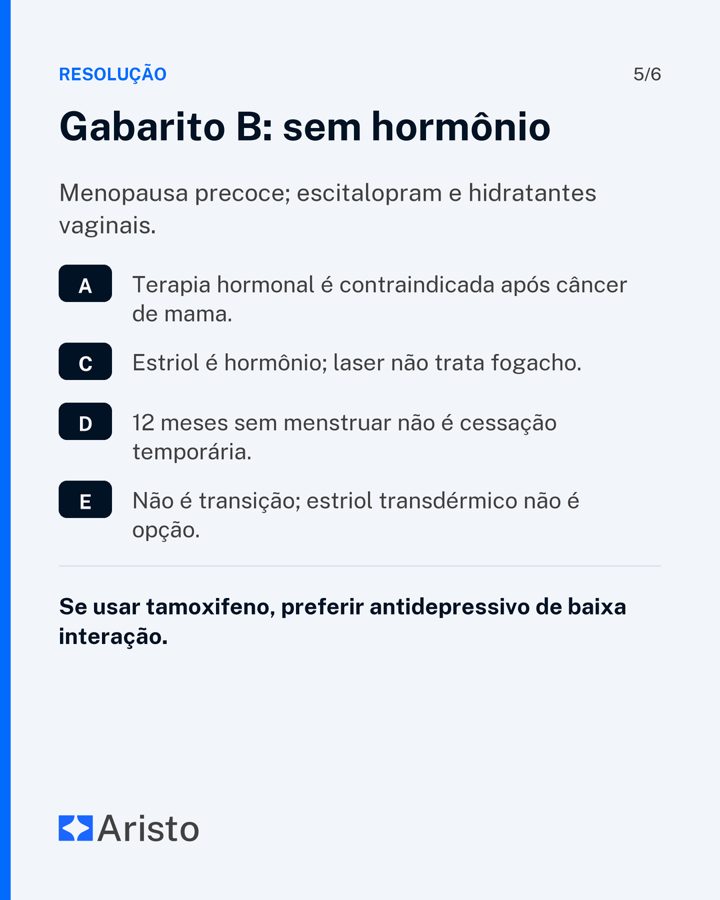 RESOLUÇÃO
5/6
Gabarito B: sem hormônio
Menopausa precoce; escitalopram e hidratantes
vaginais.
A
Terapia hormonal é contraindicada após câncer
de mama.
C
Estriol é hormônio; laser não trata fogacho.
D
12 meses sem menstruar não é cessação
temporária.
E
Não é transição; estriol transdérmico não é
opção.
Se usar tamoxifeno, preferir antidepressivo de baixa
interação.
Aristo